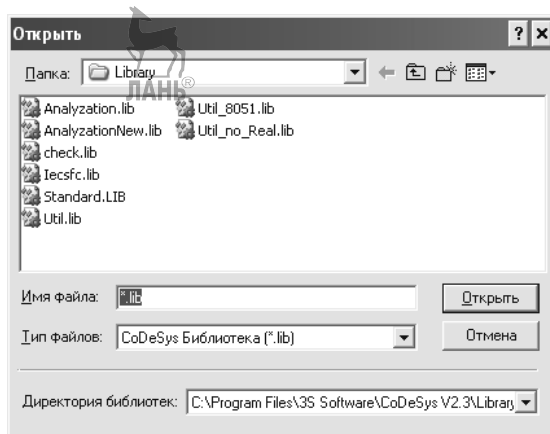 Открыть
Папка: Library
ЛАНЬ®
Analyzation.lib
AnalyzationNew.lib
check.lib
Iecsfc.lib
Standard.LIB
Util.lib
Util_8051.lib
Util_no_Real.lib
Имя файла: *.lib
Открыть
Тип файлов: CoDeSys Библиотека (*.lib)
Отмена
Директория библиотек: C:\Program Files\3S Software\CoDeSys V2.3\Library